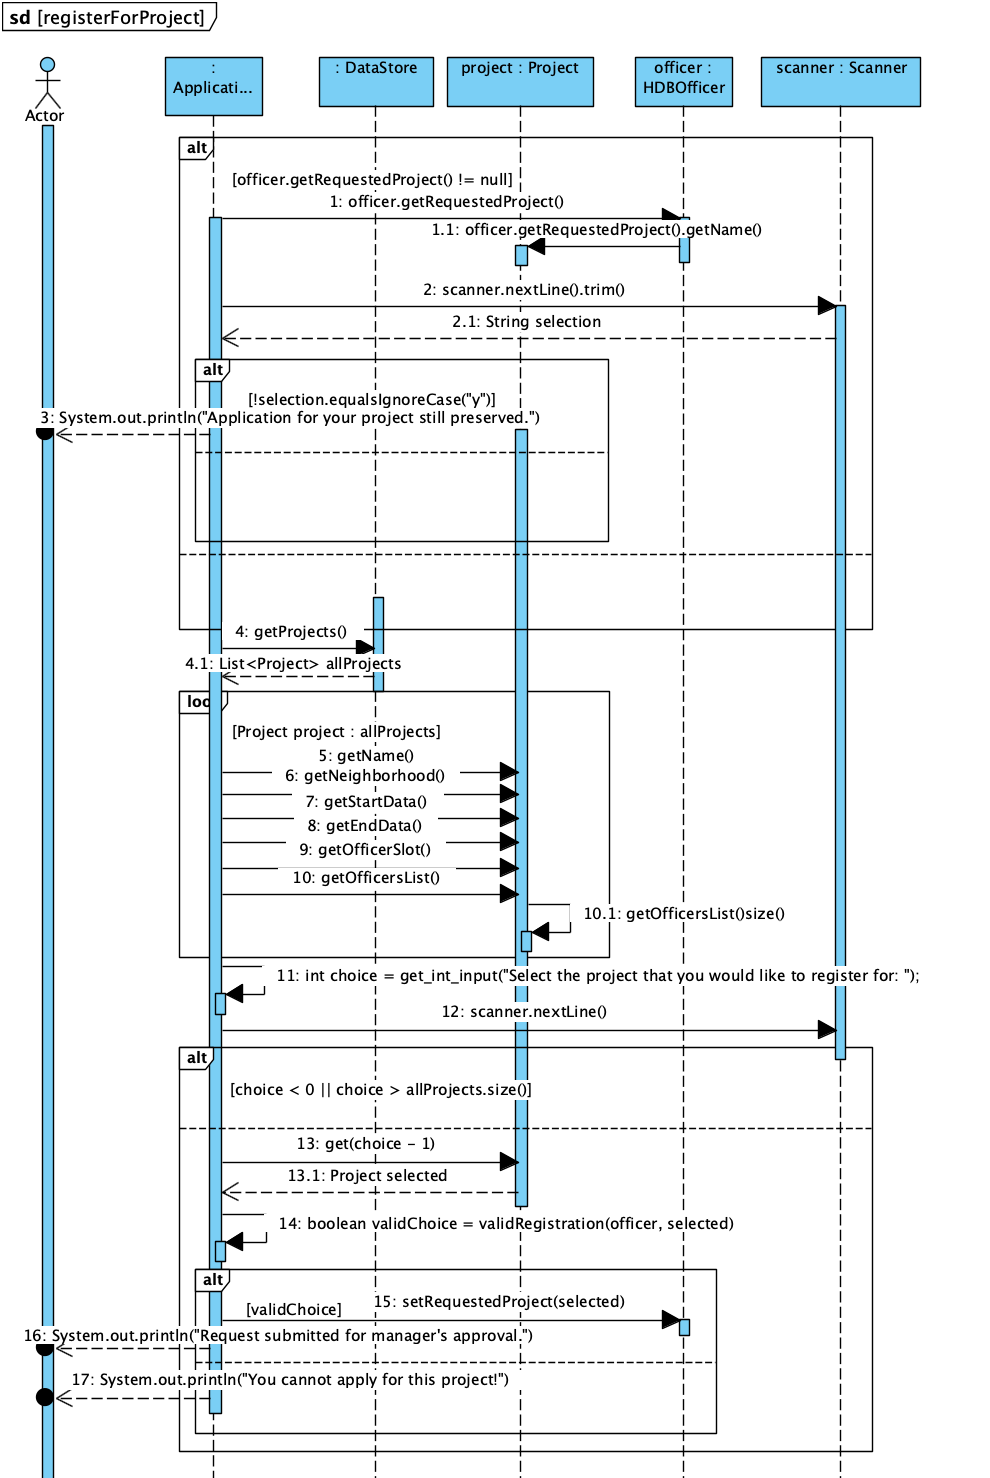 sd [registerForProject]
Actor
:
Applicati...
: DataStore
project : Project
officer :
HDBOfficer
scanner : Scanner
alt
[officer.getRequestedProject() != null]
1: officer.getRequestedProject()
1.1: officer.getRequestedProject().getName()
2: scanner.nextLine().trim()
2.1: String selection
alt
[!selection.equalsIgnoreCase("y")]
3: System.out.println("Application for your project still preserved.")
4: getProjects()
4.1: List<Project> allProjects
loo
[Project project : allProjects]
5: getName()
6: getNeighborhood()
7: getStartData()
8: getEndData()
9: getOfficerSlot()
10: getOfficersList()
10.1: getOfficersList()size()
11: int choice = get_int_input("Select the project that you would like to register for: ");
12: scanner.nextLine()
alt
[choice < 0 || choice > allProjects.size()]
13: get(choice - 1)
13.1: Project selected
14: boolean validChoice = validRegistration(officer, selected)
alt
[validChoice]
15: setRequestedProject(selected)
16: System.out.println("Request submitted for manager's approval.")
17: System.out.println("You cannot apply for this project!")